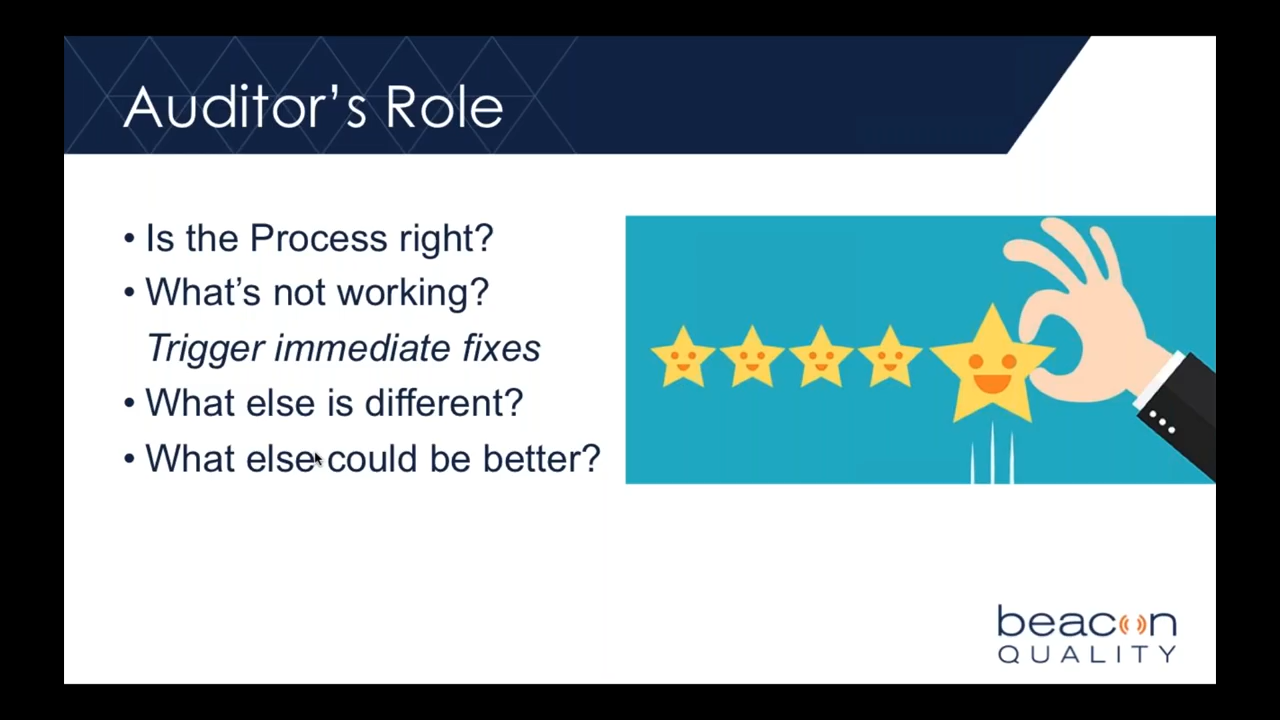 Auditor’s Role
• Is the Process right?
• What’s not working?
Trigger immediate fixes
• What else is different?
• What else could be better?
beacon
QUALITY